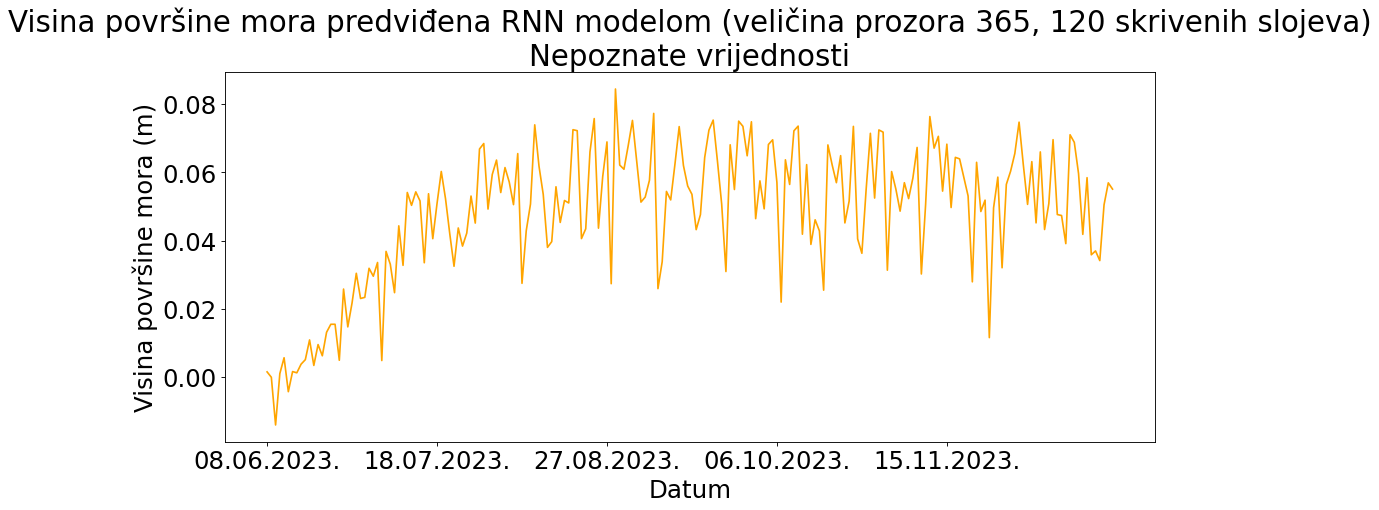 Visina površine mora predviđena RNN modelom (veličina prozora 365, 120 skrivenih slojeva)
Nepoznate vrijednosti
Visina površine mora (m)
0.08
0.06
0.04
0.02
0.00
08.06.2023. 18.07.2023. 27.08.2023. 06.10.2023. 15.11.2023.
Datum